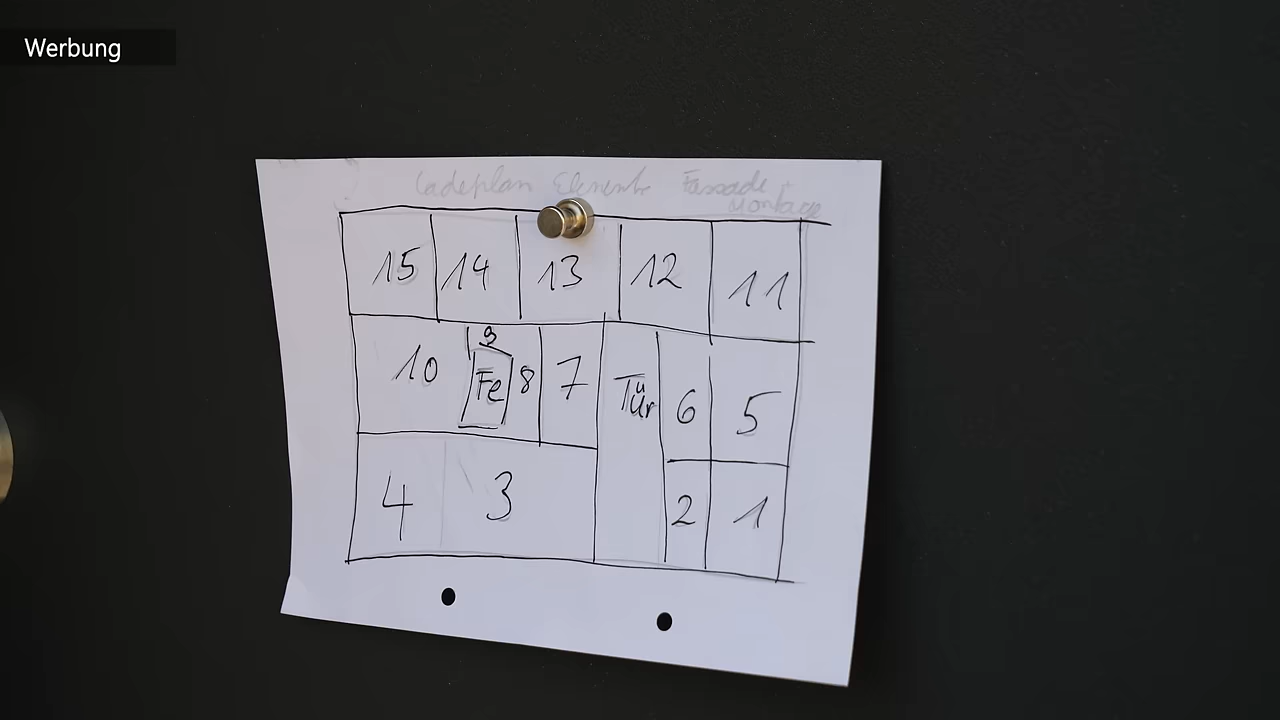 Werbung
Ladeplan Elemente Fassade
Montage
15 14 13 12 11
9
10 Fe 8 7 Tür 6 5
4 3 2 1